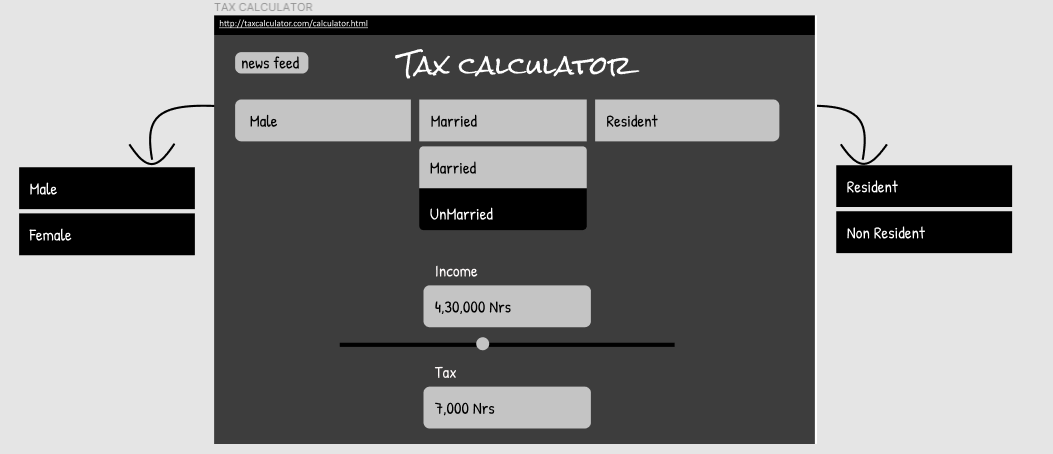 TAX CALCULATOR
http://taxcalculator.com/calculator.html
news feed
Tax calculator
Male
Married
Resident
Married
UnMarried
Male
Female
Resident
Non Resident
Income
4,30,000 Nrs
Tax
7,000 Nrs